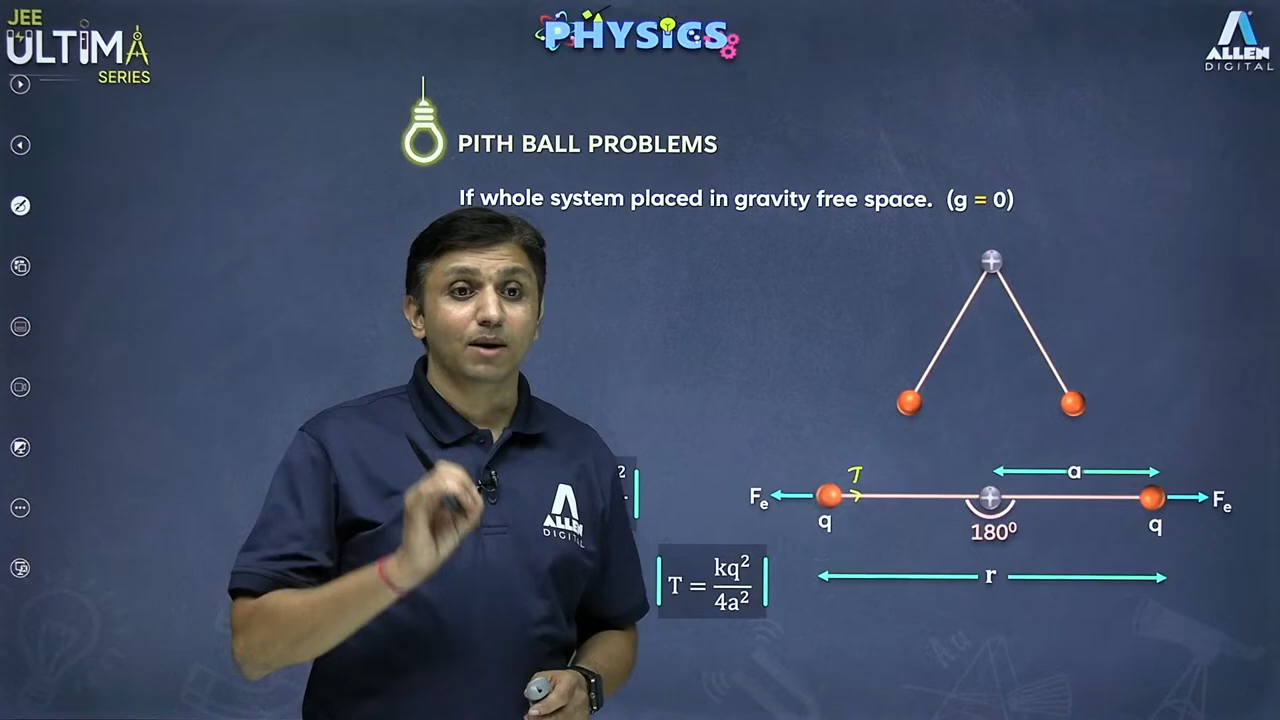 JEE
ULTIMA
SERIES
PHYSICS
ALLEN
DIGITAL
PITH BALL PROBLEMS
If whole system placed in gravity free space. (g = 0)
a
T
Fₑ
Fₑ
q
q
180⁰
r
2
T = kq²/4a²
ALLEN
DIGITAL